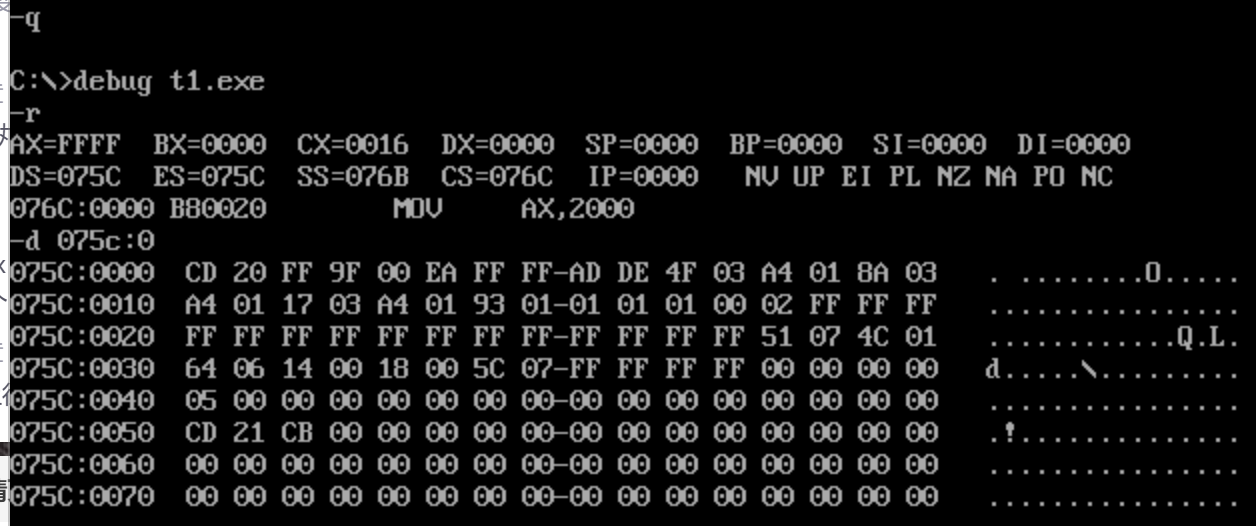 -q
C:\>debug t1.exe
-r
AX=FFFF  BX=0000  CX=0016  DX=0000  SP=0000  BP=0000  SI=0000  DI=0000
DS=075C  ES=075C  SS=076B  CS=076C  IP=0000   NV UP EI PL NZ NA PO NC
076C:0000 B80020        MOV     AX,2000
-d 075c:0
075C:0000  CD 20 FF 9F 00 EA FF FF-AD DE 4F 03 A4 01 8A 03   . ........O.....
075C:0010  A4 01 17 03 A4 01 93 01-01 01 01 00 02 FF FF FF   ................
075C:0020  FF FF FF FF FF FF FF FF-FF FF FF FF 51 07 4C 01   ............Q.L.
075C:0030  64 06 14 00 18 00 5C 07-FF FF FF FF 00 00 00 00   d.....\.........
075C:0040  05 00 00 00 00 00 00 00-00 00 00 00 00 00 00 00   ................
075C:0050  CD 21 CB 00 00 00 00 00-00 00 00 00 00 00 00 00   .!..............
075C:0060  00 00 00 00 00 00 00 00-00 00 00 00 00 00 00 00   ................
075C:0070  00 00 00 00 00 00 00 00-00 00 00 00 00 00 00 00   ................